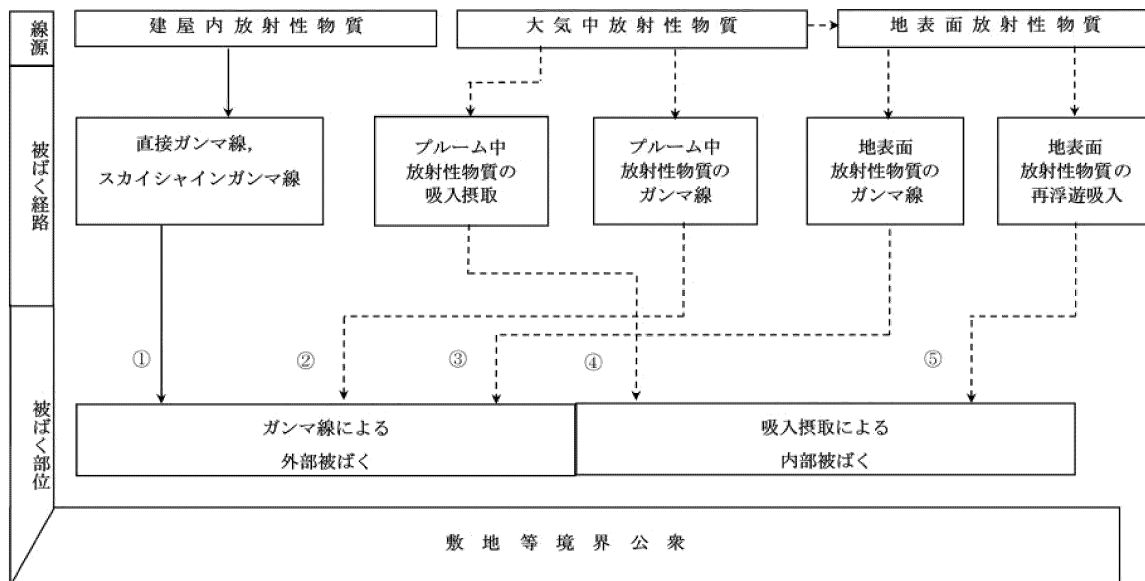 線源
建屋内放射性物質
大気中放射性物質
地表面放射性物質
被ばく経路
直接ガンマ線,
スカイシャインガンマ線
プルーム中
放射性物質の
吸入摂取
プルーム中
放射性物質の
ガンマ線
地表面
放射性物質の
ガンマ線
地表面
放射性物質の
再浮遊吸入
①
②
③
④
⑤
被ばく部位
ガンマ線による
外部被ばく
吸入摂取による
内部被ばく
敷地等境界公衆